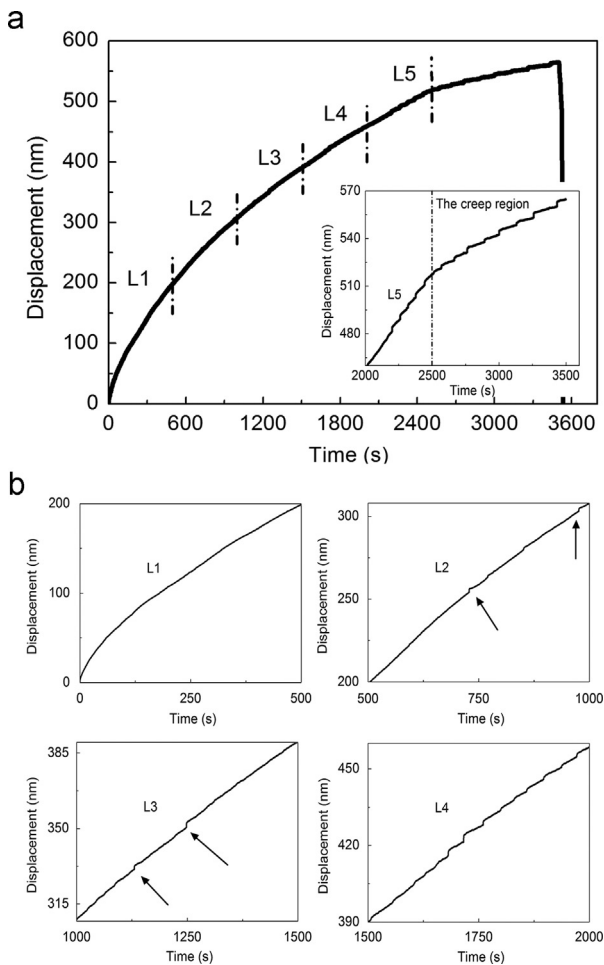 a
600
500
400
300
200
100
0
Displacement (nm)
L1
L2
L3
L4
L5
0 600 1200 1800 2400 3000 3600
Time (s)
570
540
510
480
Displacement (nm)
The creep region
L5
2000 2500 3000 3500
Time (s)
b
200
100
0
Displacement (nm)
L1
0 250 500
Time (s)
300
250
200
Displacement (nm)
L2
500 750 1000
Time (s)
385
350
315
Displacement (nm)
L3
1000 1250 1500
Time (s)
450
420
390
Displacement (nm)
L4
1500 1750 2000
Time (s)